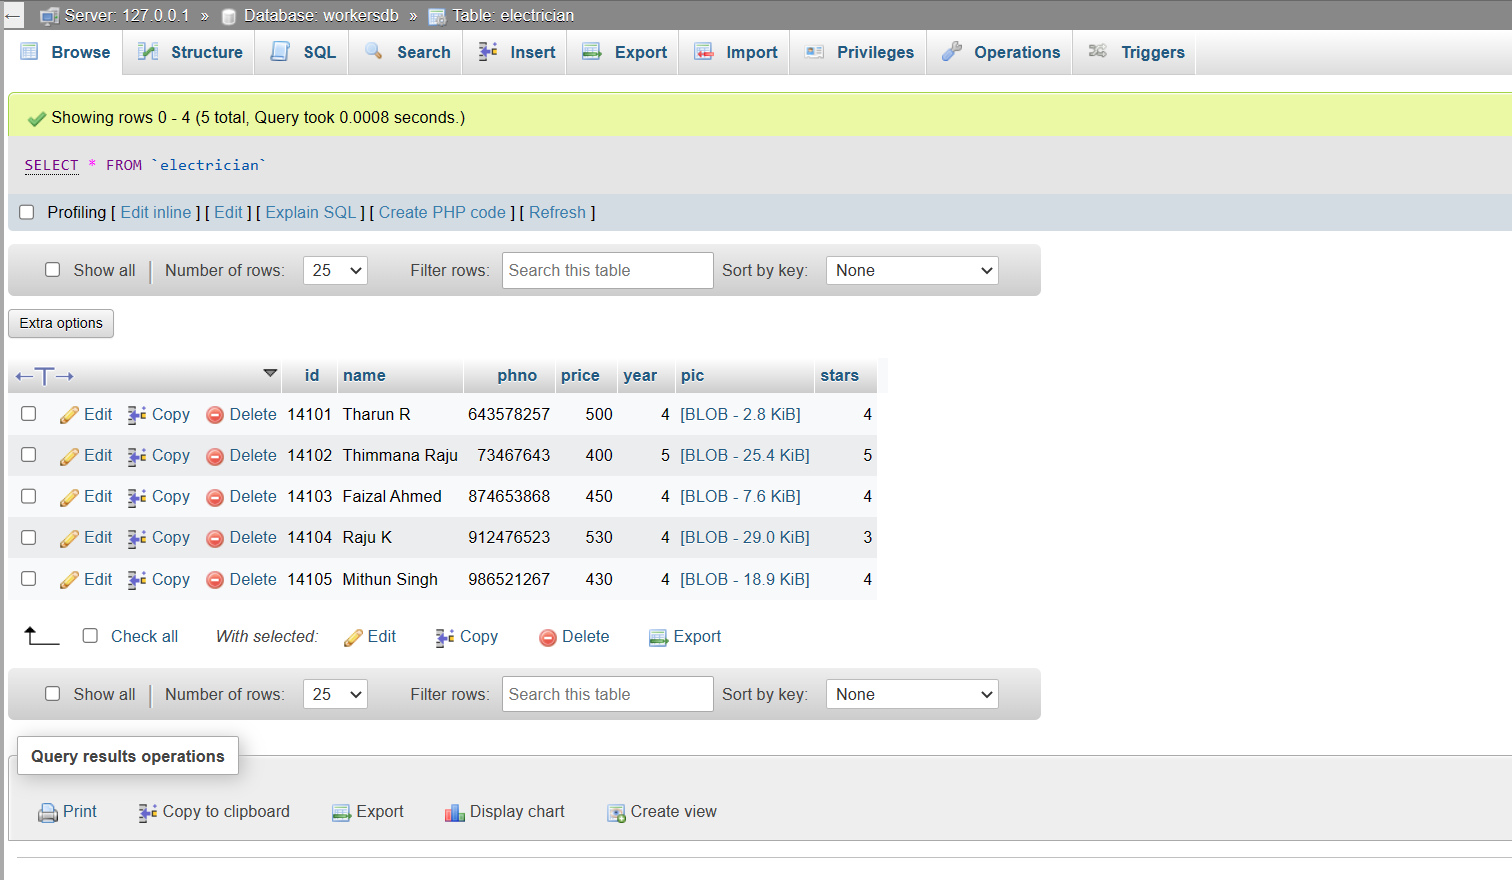 Server: 127.0.0.1 » Database: workersdb » Table: electrician
Browse Structure SQL Search Insert Export Import Privileges Operations Triggers
Showing rows 0 - 4 (5 total, Query took 0.0008 seconds.)
SELECT * FROM `electrician`
Profiling [ Edit inline ] [ Edit ] [ Explain SQL ] [ Create PHP code ] [ Refresh ]
Show all Number of rows: 25 Filter rows: Search this table Sort by key: None
Extra options
←T→ id name phno price year pic stars
Edit Copy Delete 14101 Tharun R 643578257 500 4 [BLOB - 2.8 KiB] 4
Edit Copy Delete 14102 Thimmana Raju 73467643 400 5 [BLOB - 25.4 KiB] 5
Edit Copy Delete 14103 Faizal Ahmed 874653868 450 4 [BLOB - 7.6 KiB] 4
Edit Copy Delete 14104 Raju K 912476523 530 4 [BLOB - 29.0 KiB] 3
Edit Copy Delete 14105 Mithun Singh 986521267 430 4 [BLOB - 18.9 KiB] 4
Check all With selected: Edit Copy Delete Export
Show all Number of rows: 25 Filter rows: Search this table Sort by key: None
Query results operations
Print Copy to clipboard Export Display chart Create view